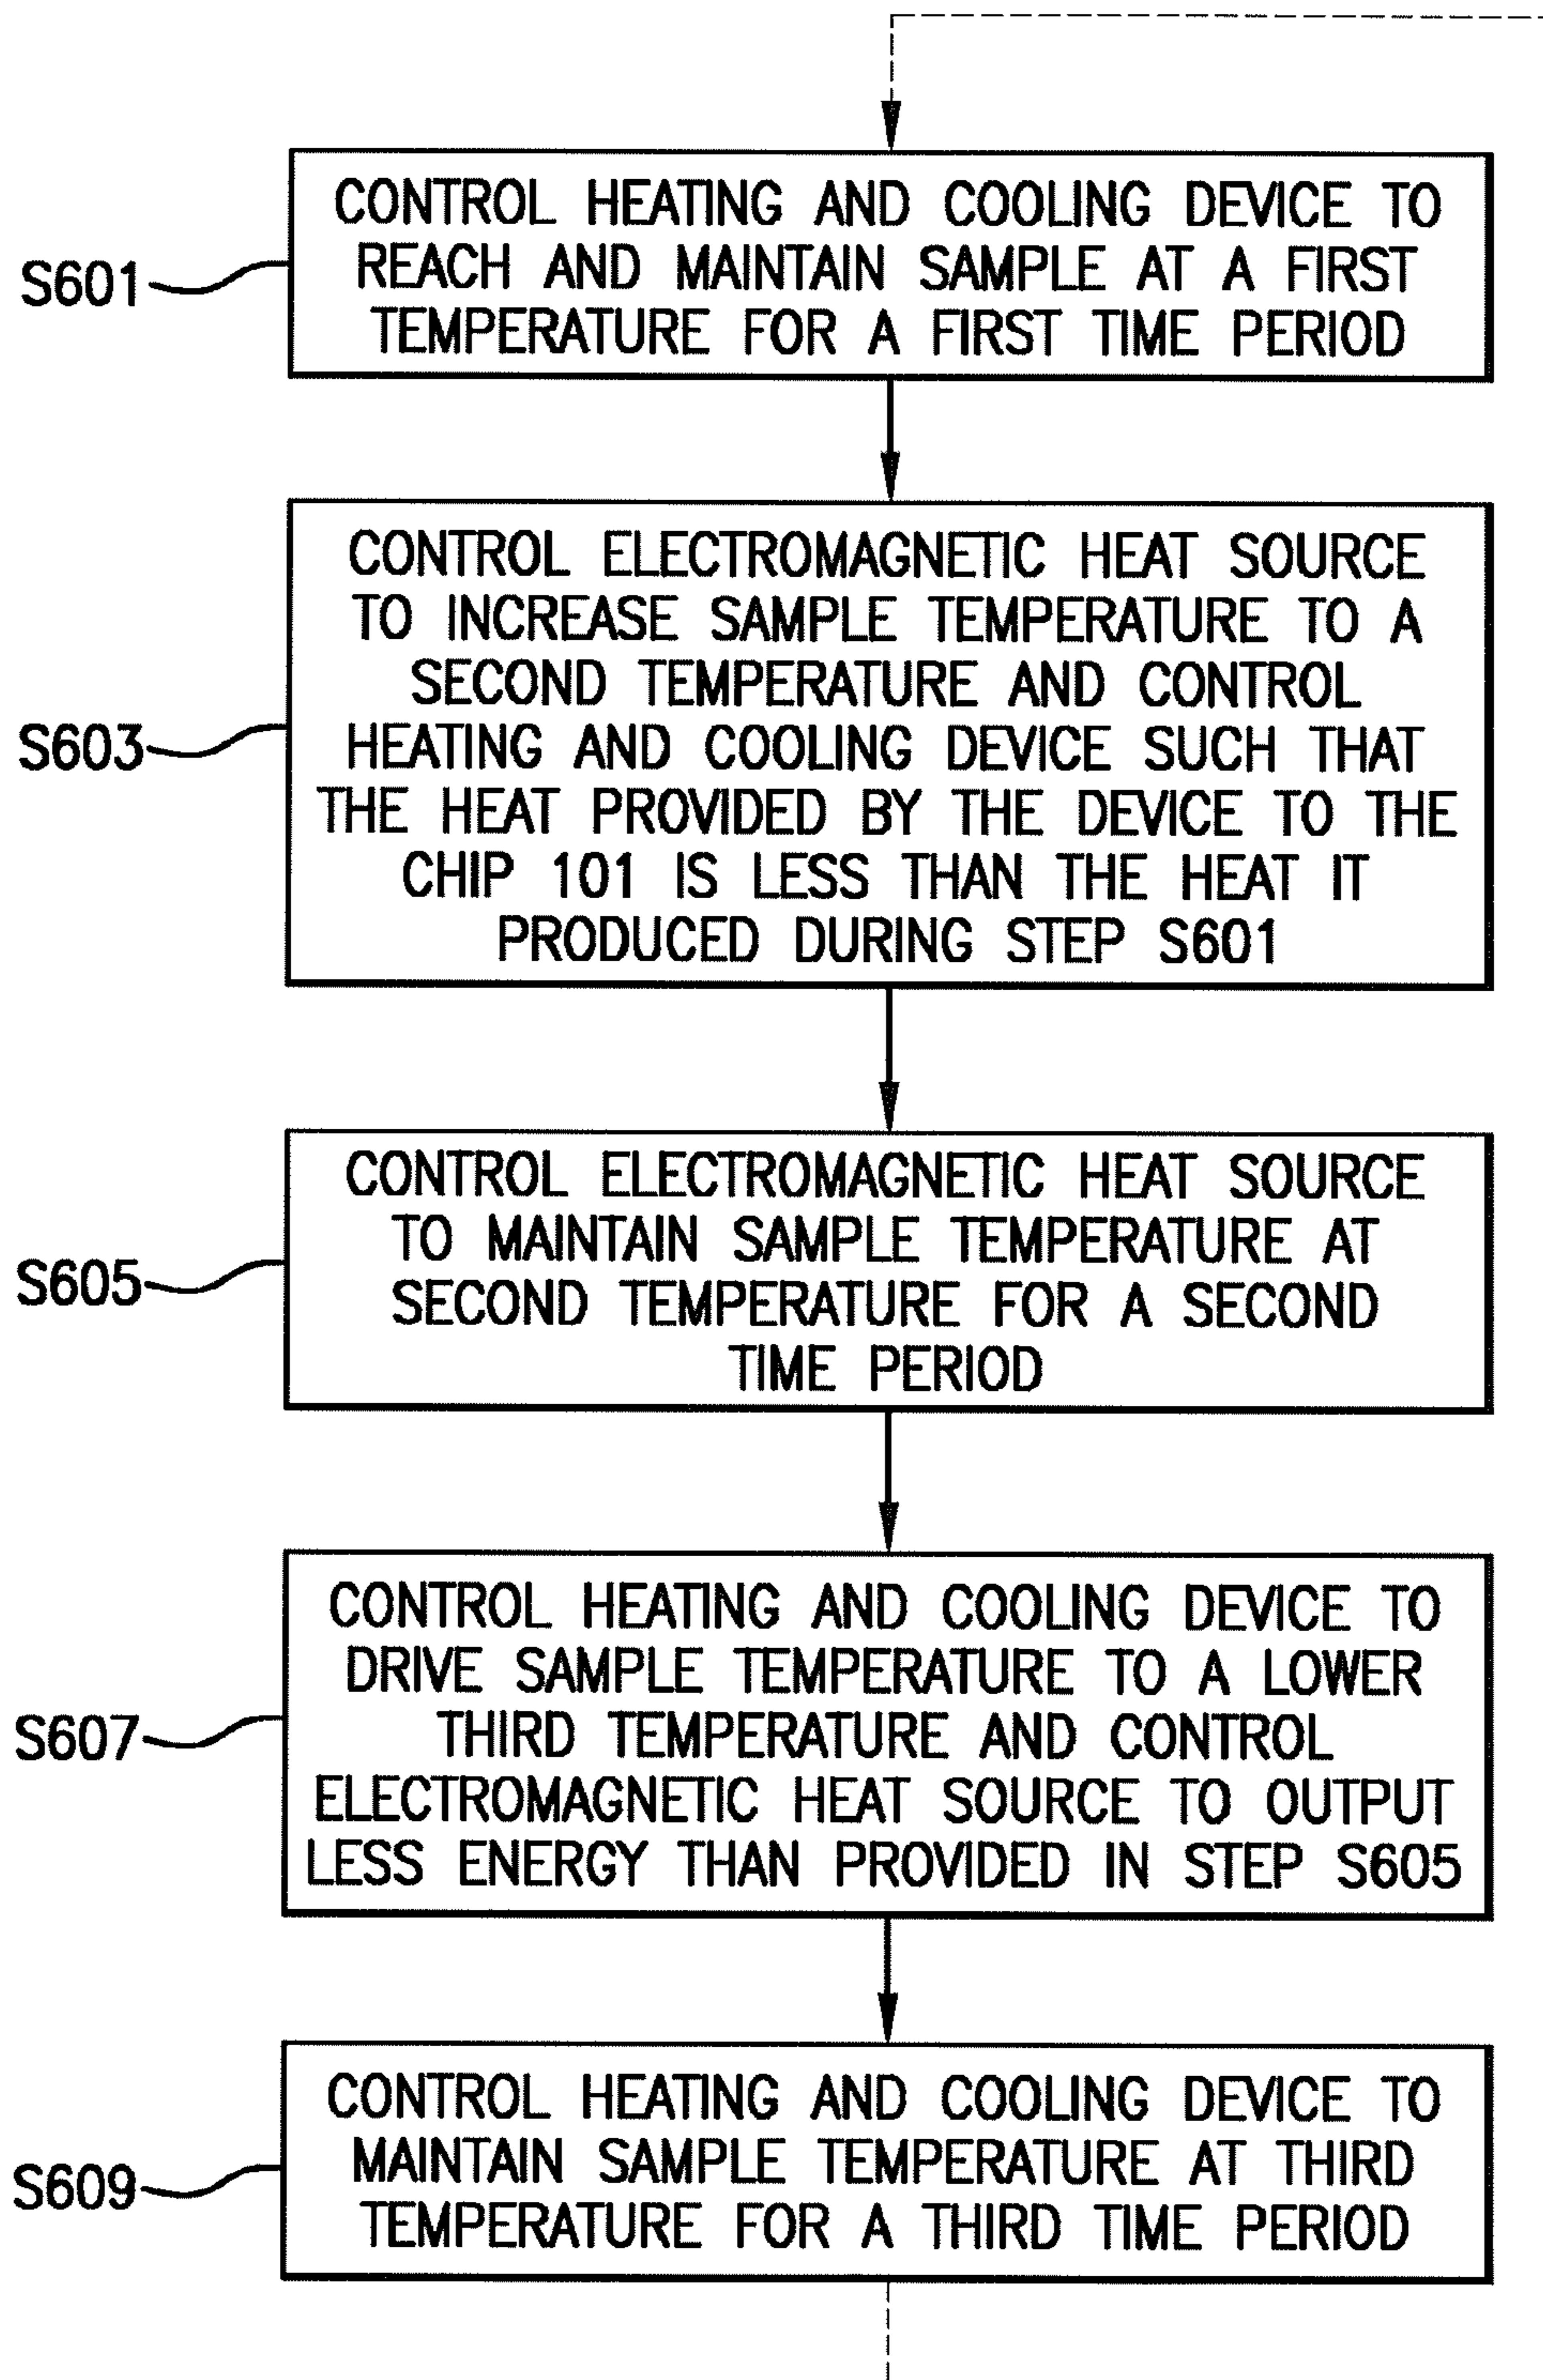 S601
CONTROL HEATING AND COOLING DEVICE TO
REACH AND MAINTAIN SAMPLE AT A FIRST
TEMPERATURE FOR A FIRST TIME PERIOD
S603
CONTROL ELECTROMAGNETIC HEAT SOURCE
TO INCREASE SAMPLE TEMPERATURE TO A
SECOND TEMPERATURE AND CONTROL
HEATING AND COOLING DEVICE SUCH THAT
THE HEAT PROVIDED BY THE DEVICE TO THE
CHIP 101 IS LESS THAN THE HEAT IT
PRODUCED DURING STEP S601
S605
CONTROL ELECTROMAGNETIC HEAT SOURCE
TO MAINTAIN SAMPLE TEMPERATURE AT
SECOND TEMPERATURE FOR A SECOND
TIME PERIOD
S607
CONTROL HEATING AND COOLING DEVICE TO
DRIVE SAMPLE TEMPERATURE TO A LOWER
THIRD TEMPERATURE AND CONTROL
ELECTROMAGNETIC HEAT SOURCE TO OUTPUT
LESS ENERGY THAN PROVIDED IN STEP S605
S609
CONTROL HEATING AND COOLING DEVICE TO
MAINTAIN SAMPLE TEMPERATURE AT THIRD
TEMPERATURE FOR A THIRD TIME PERIOD